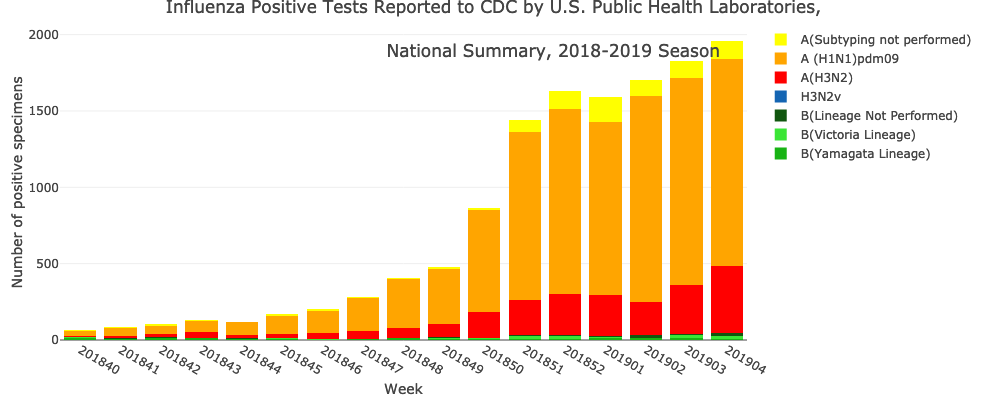 Influenza Positive Tests Reported to CDC by U.S. Public Health Laboratories,
National Summary, 2018-2019 Season
2000
1500
1000
500
0
Number of positive specimens
201840
201841
201842
201843
201844
201845
201846
201847
201848
201849
201850
201851
201852
201901
201902
201903
201904
Week
A(Subtyping not performed)
A (H1N1)pdm09
A(H3N2)
H3N2v
B(Lineage Not Performed)
B(Victoria Lineage)
B(Yamagata Lineage)